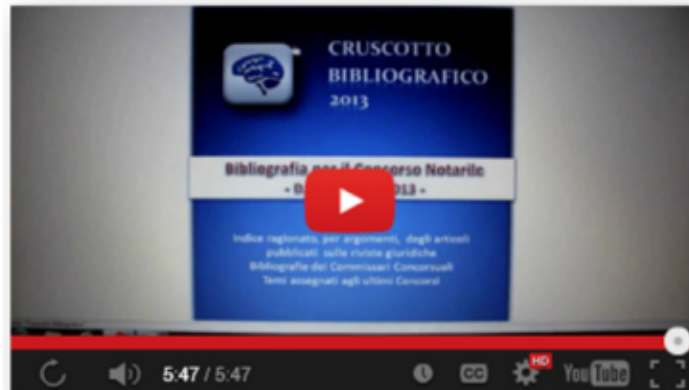 CRUSCOTTO
BIBLIOGRAFICO
2013
Bibliografia per il Concorso Notarile
2013 -
Indice ragionato, per argomenti, degli articoli
pubblicati sulle riviste giuridiche
Bibliografie dei Commissari Concorsuali
Temi assegnati agli ultimi Concorsi
5:47 / 5:47
CC
HD
YouTube